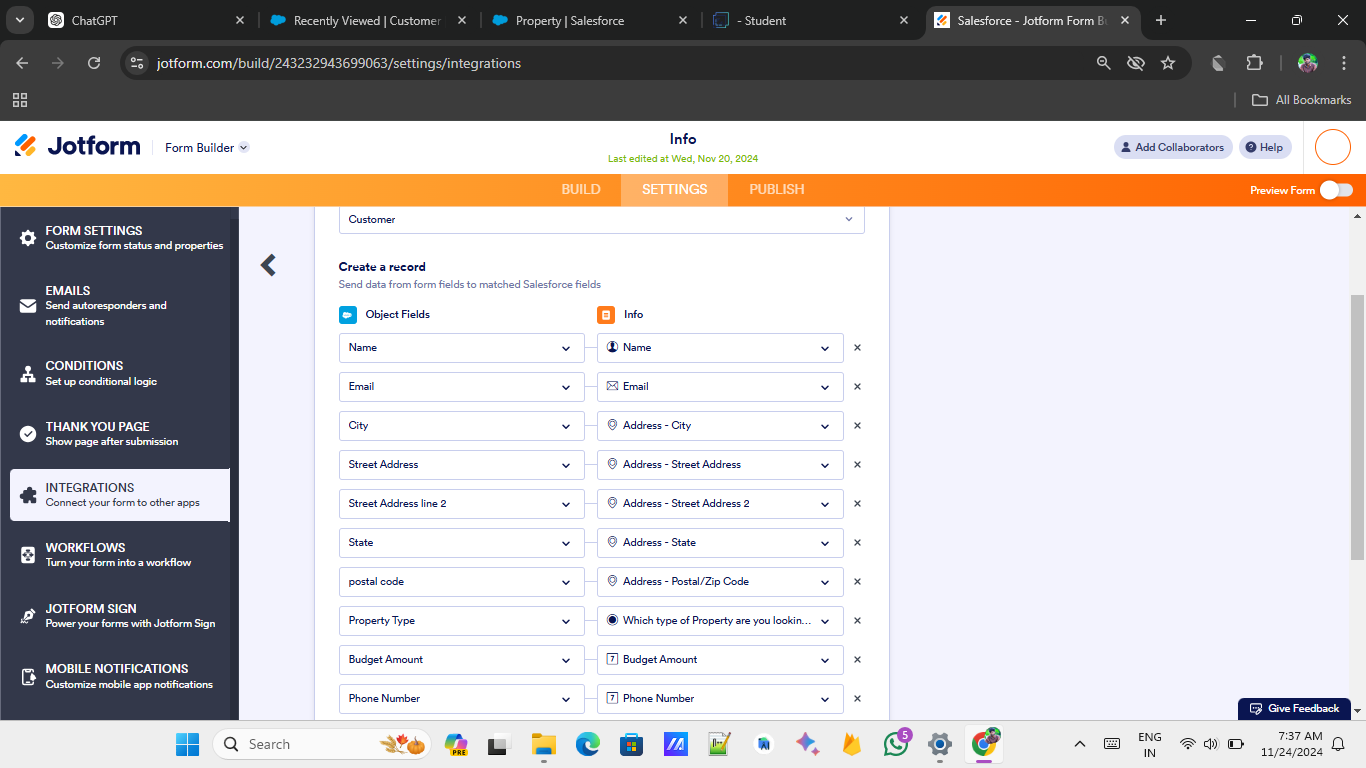 ChatGPT
Recently Viewed | Customer
Property | Salesforce
- Student
Salesforce - Jotform Form Bu
jotform.com/build/243232943699063/settings/integrations
All Bookmarks
Jotform
Form Builder
Info
Last edited at Wed, Nov 20, 2024
Add Collaborators
Help
BUILD
SETTINGS
PUBLISH
Preview Form
FORM SETTINGS
Customize form status and properties
EMAILS
Send autoresponders and
notifications
CONDITIONS
Set up conditional logic
THANK YOU PAGE
Show page after submission
INTEGRATIONS
Connect your form to other apps
WORKFLOWS
Turn your form into a workflow
JOTFORM SIGN
Power your forms with Jotform Sign
MOBILE NOTIFICATIONS
Customize mobile app notifications
Customer
Create a record
Send data from form fields to matched Salesforce fields
Object Fields
Info
Name
Name
Email
Email
City
Address - City
Street Address
Address - Street Address
Street Address line 2
Address - Street Address 2
State
Address - State
postal code
Address - Postal/Zip Code
Property Type
Which type of Property are you lookin...
Budget Amount
7
Budget Amount
Phone Number
7
Phone Number
Give Feedback
Search
PRE
5
ENG
IN
7:37 AM
11/24/2024